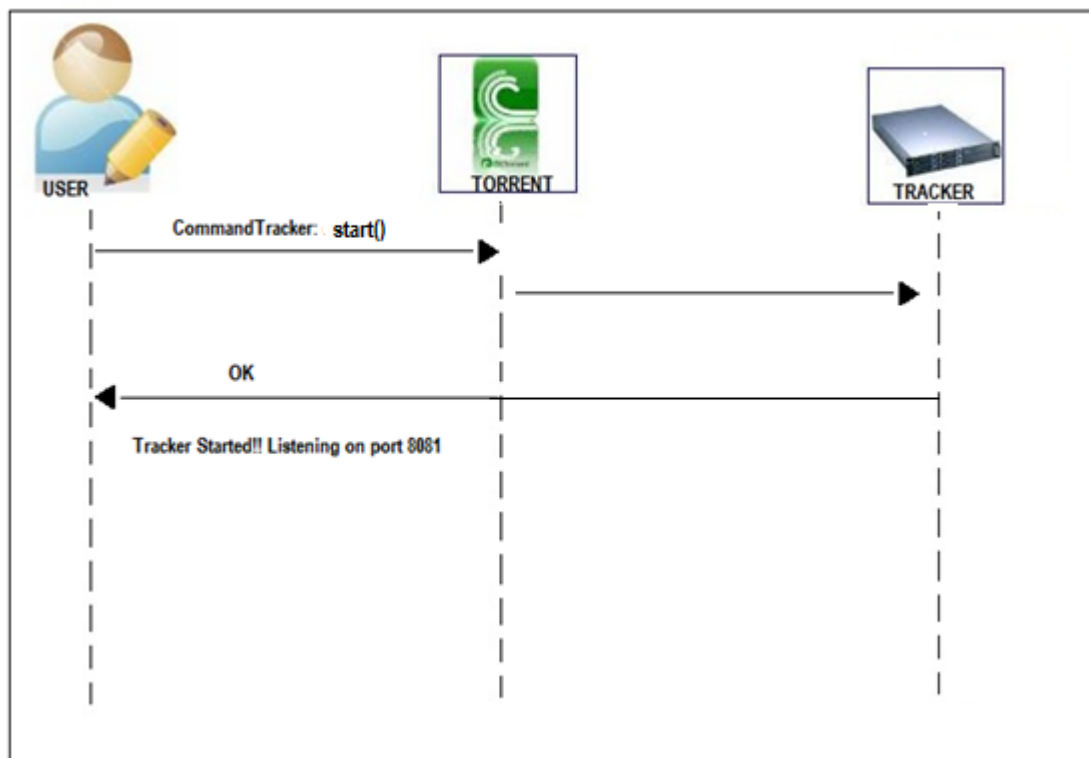 USER
TORRENT
TRACKER
CommandTracker: start()
OK
Tracker Started!! Listening on port 8081